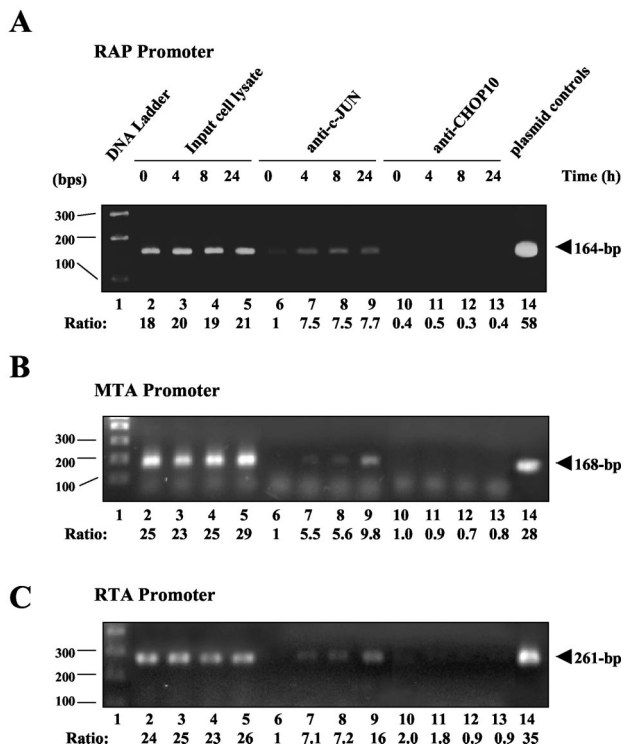 A
RAP Promoter
DNA Ladder
Input cell lysate
anti-c-JUN
anti-CHOP10
plasmid controls
(bps) 0 4 8 24 0 4 8 24 0 4 8 24 Time (h)
300
200
100
164-bp
1 2 3 4 5 6 7 8 9 10 11 12 13 14
Ratio: 18 20 19 21 1 7.5 7.5 7.7 0.4 0.5 0.3 0.4 58
B
MTA Promoter
300
200
100
168-bp
1 2 3 4 5 6 7 8 9 10 11 12 13 14
Ratio: 25 23 25 29 1 5.5 5.6 9.8 1.0 0.9 0.7 0.8 28
C
RTA Promoter
300
200
100
261-bp
1 2 3 4 5 6 7 8 9 10 11 12 13 14
Ratio: 24 25 23 26 1 7.1 7.2 16 2.0 1.8 0.9 0.9 35